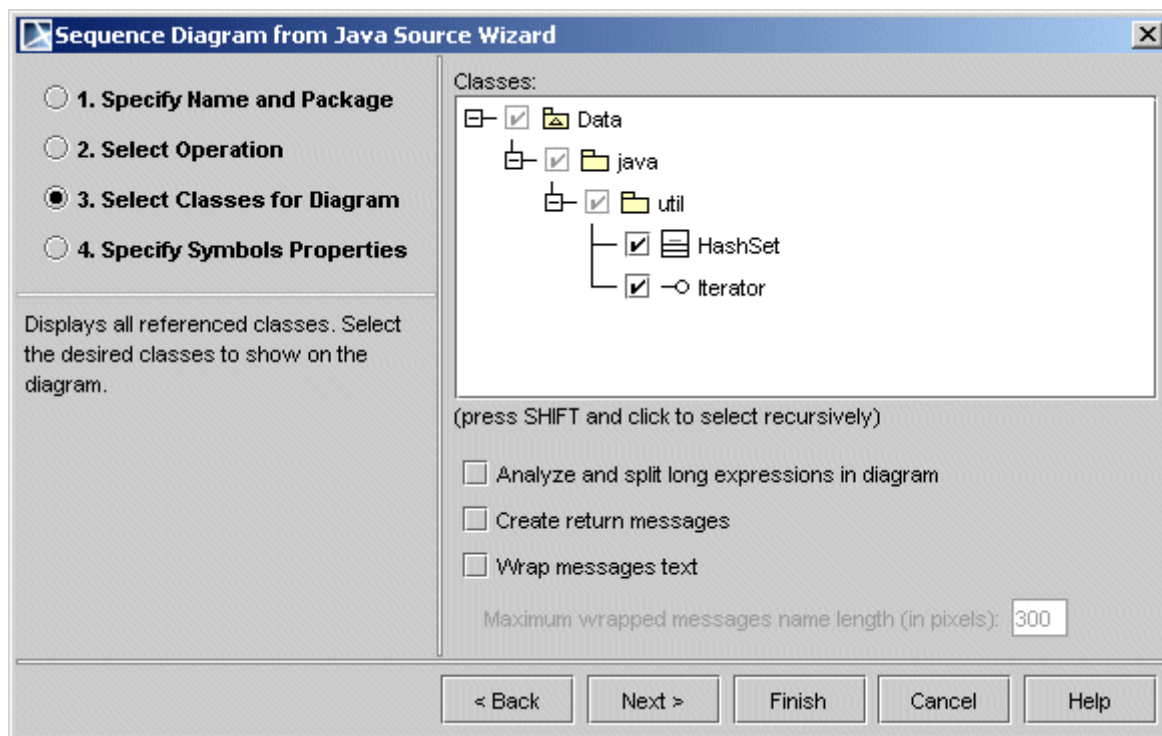 Sequence Diagram from Java Source Wizard
1. Specify Name and Package
2. Select Operation
3. Select Classes for Diagram
4. Specify Symbols Properties
Displays all referenced classes. Select
the desired classes to show on the
diagram.
Classes:
Data
java
util
HashSet
Iterator
(press SHIFT and click to select recursively)
Analyze and split long expressions in diagram
Create return messages
Wrap messages text
Maximum wrapped messages name length (in pixels): 300
< Back Next > Finish Cancel Help